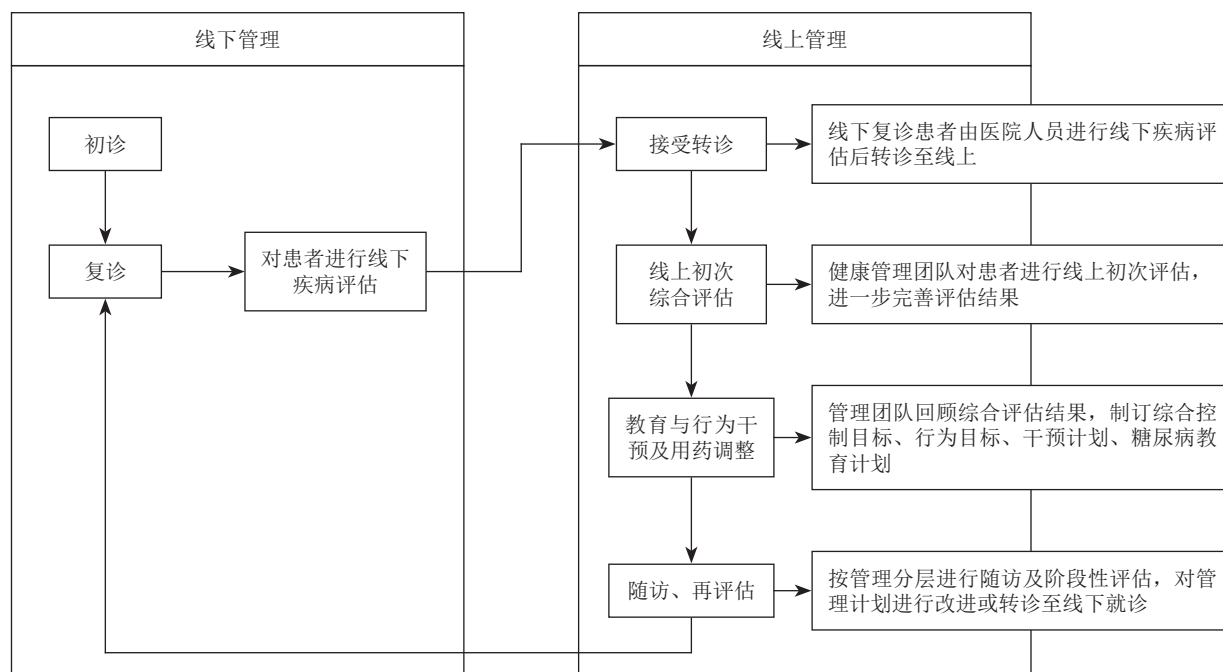 线下管理
线上管理
初诊
复诊
对患者进行线下
疾病评估
接受转诊
线下复诊患者由医院人员进行线下疾病评
估后转诊至线上
线上初次
综合评估
健康管理团队对患者进行线上初次评估，
进一步完善评估结果
教育与行为干
预及用药调整
管理团队回顾综合评估结果，制订综合控
制目标、行为目标、干预计划、糖尿病教
育计划
随访、再评估
按管理分层进行随访及阶段性评估，对管
理计划进行改进或转诊至线下就诊